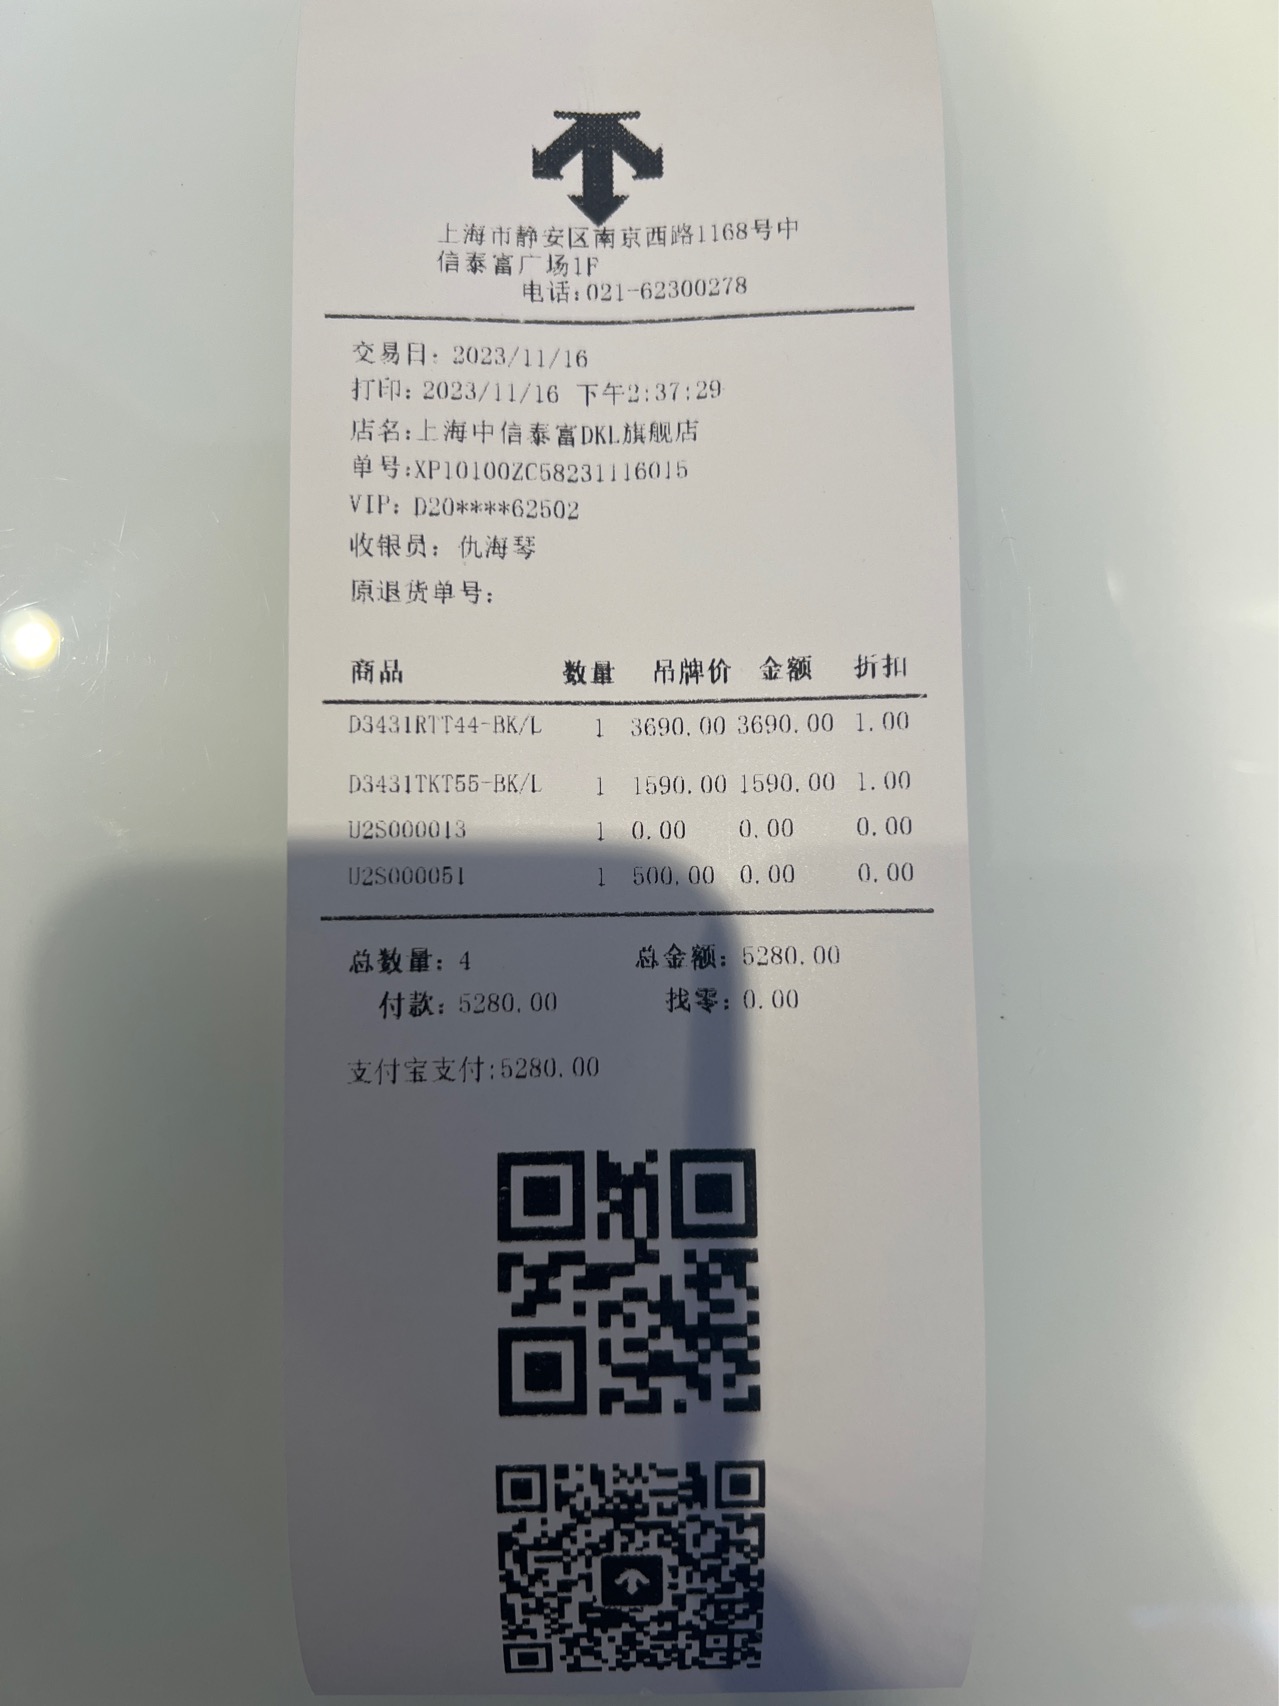 上海市静安区南京西路1168号中
信泰富广场1F
电话:021-62300278
交易日: 2023/11/16
打印: 2023/11/16 下午2:37:29
店名:上海中信泰富DKL旗舰店
单号:XP10100ZC58231116015
VIP: D20****62502
收银员: 仇海琴
原退货单号:
商品 数量 吊牌价 金额 折扣
D3431RTT44-BK/L 1 3690.00 3690.00 1.00
D3431TKT55-BK/L 1 1590.00 1590.00 1.00
U2S000013 1 0.00 0.00 0.00
U2S000051 1 500.00 0.00 0.00
总数量: 4 总金额: 5280.00
付款: 5280.00 找零: 0.00
支付宝支付:5280.00